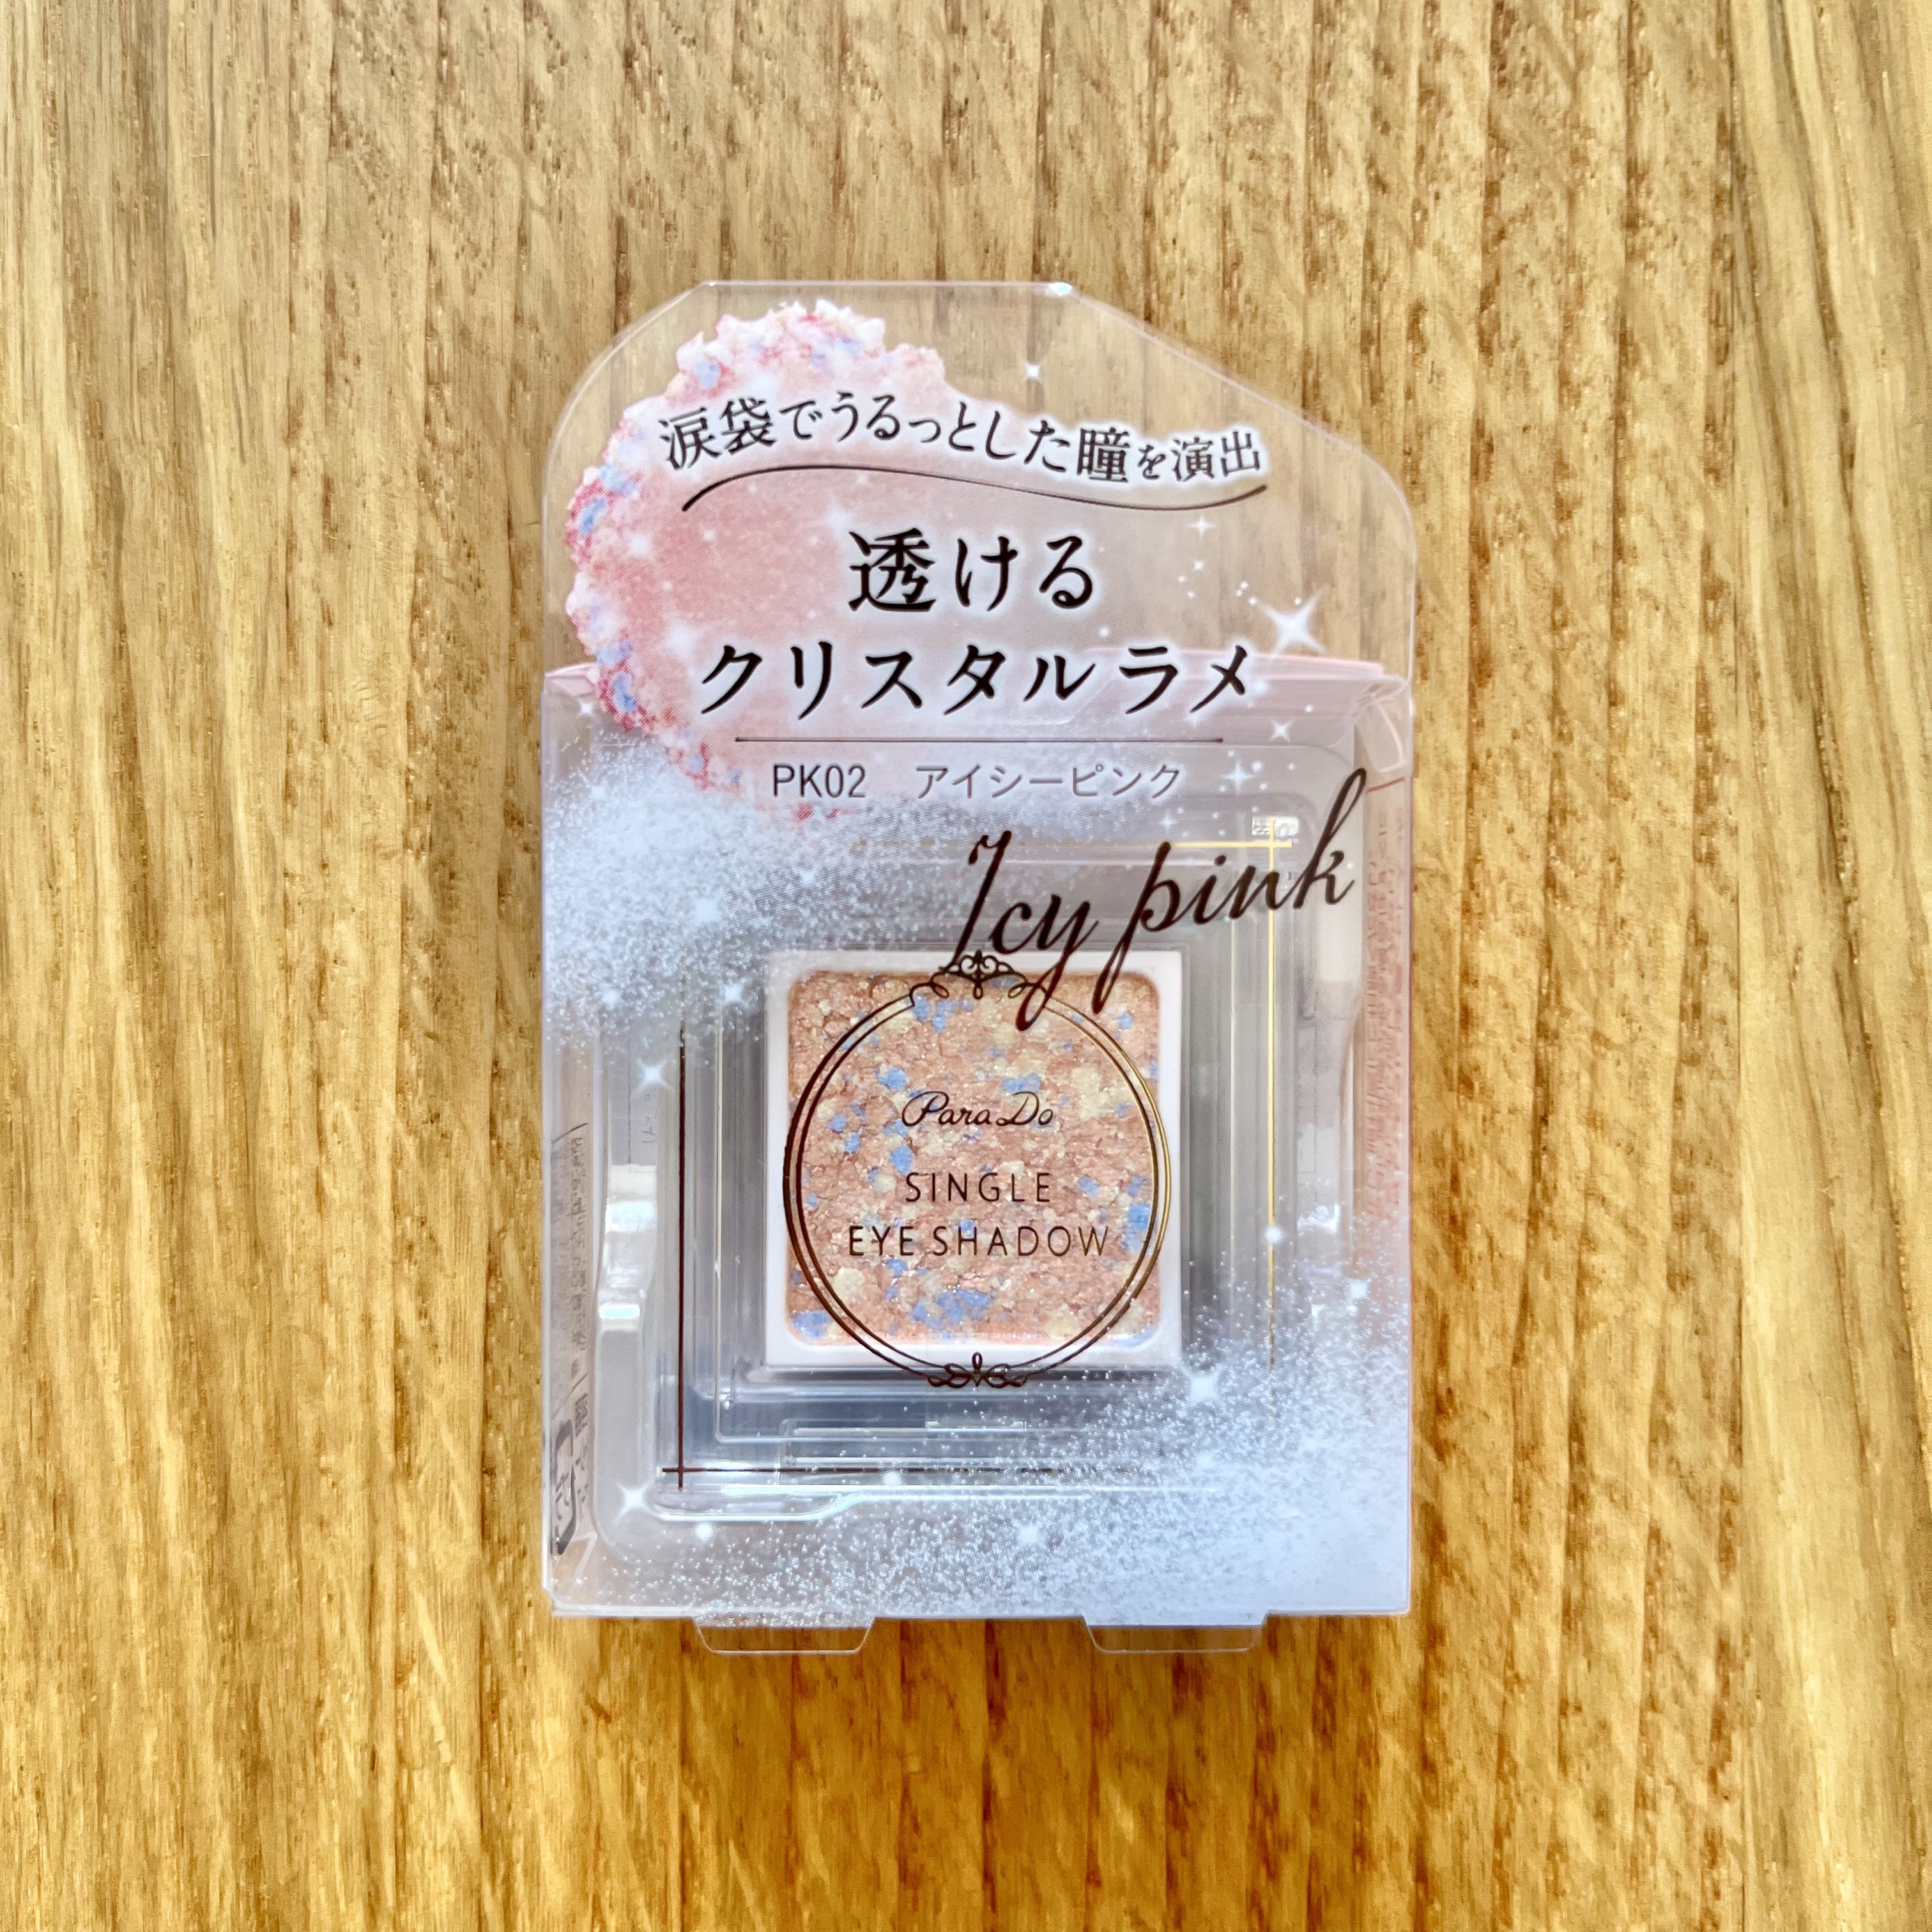 涙袋でうるっとした瞳を演出
透ける
クリスタルラメ
PK02 アイシーピンク
Icy pink
ParaDo
SINGLE
EYE SHADOW